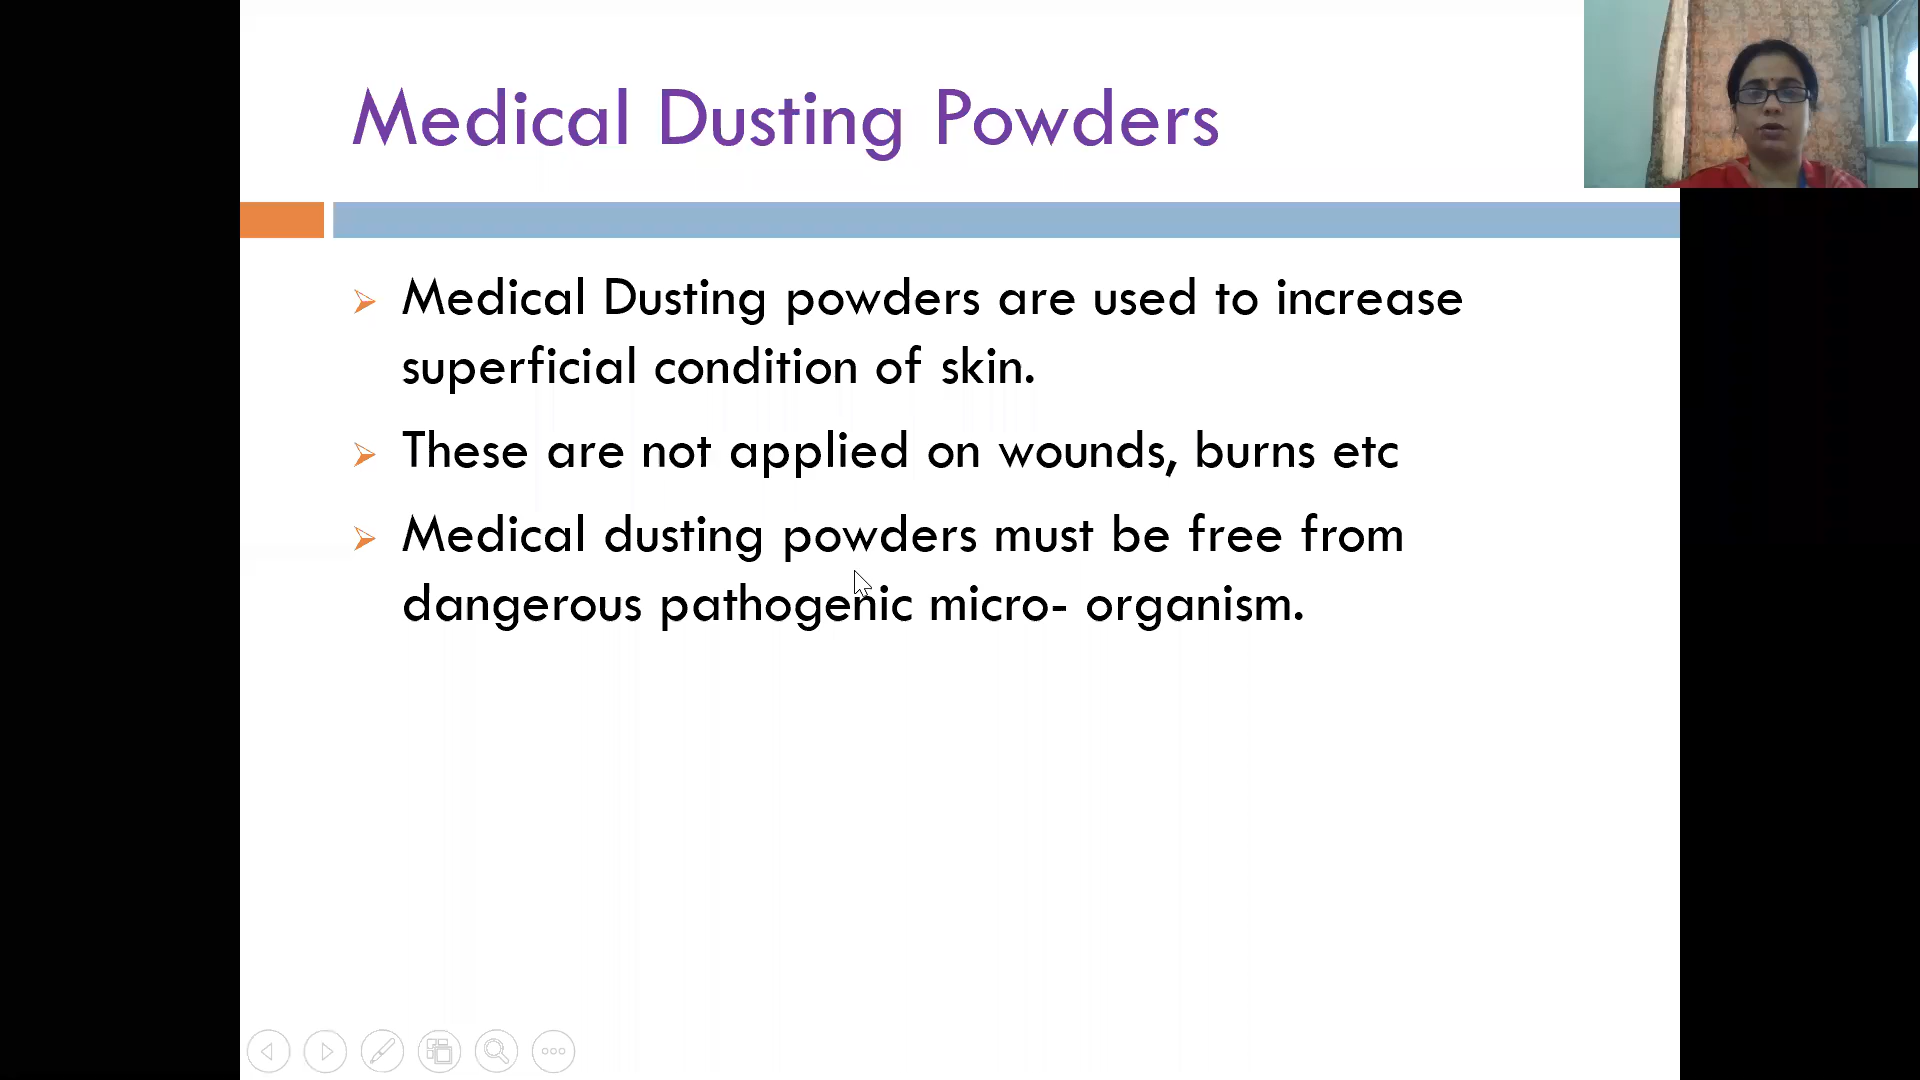 Medical Dusting Powders
Medical Dusting powders are used to increase
superficial condition of skin.
These are not applied on wounds, burns etc
Medical dusting powders must be free from
dangerous pathogenic micro- organism.